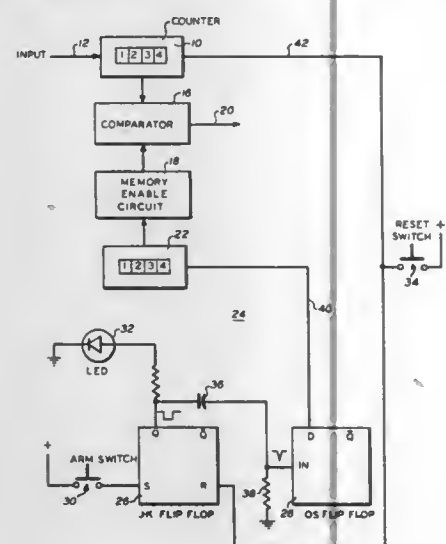 COUNTER
20
INPUT
12
10
42
1 2 3 4
16
20
COMPARATOR
18
MEMORY
ENABLE
CIRCUIT
22
1 2 3 4
RESET +
SWITCH
34
24
40
32
LED
36
+
ARM SWITCH
30
Q Q̅
S R
26
JK FLIP FLOP
38
D Q̅
IN
28
OS FLIP FLOP